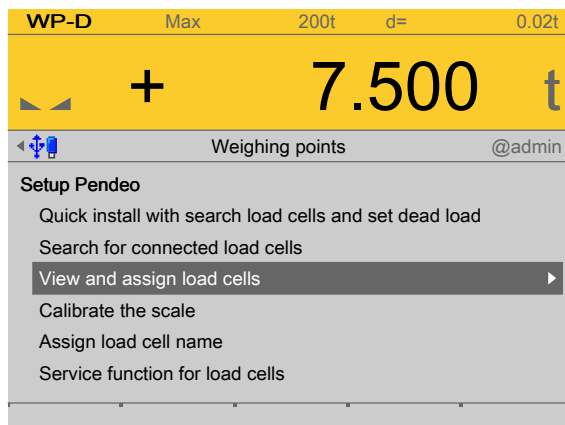 WP-D Max 200t d= 0.02t
+ 7.500 t
Weighing points @admin
Setup Pendeo
Quick install with search load cells and set dead load
Search for connected load cells
View and assign load cells
Calibrate the scale
Assign load cell name
Service function for load cells